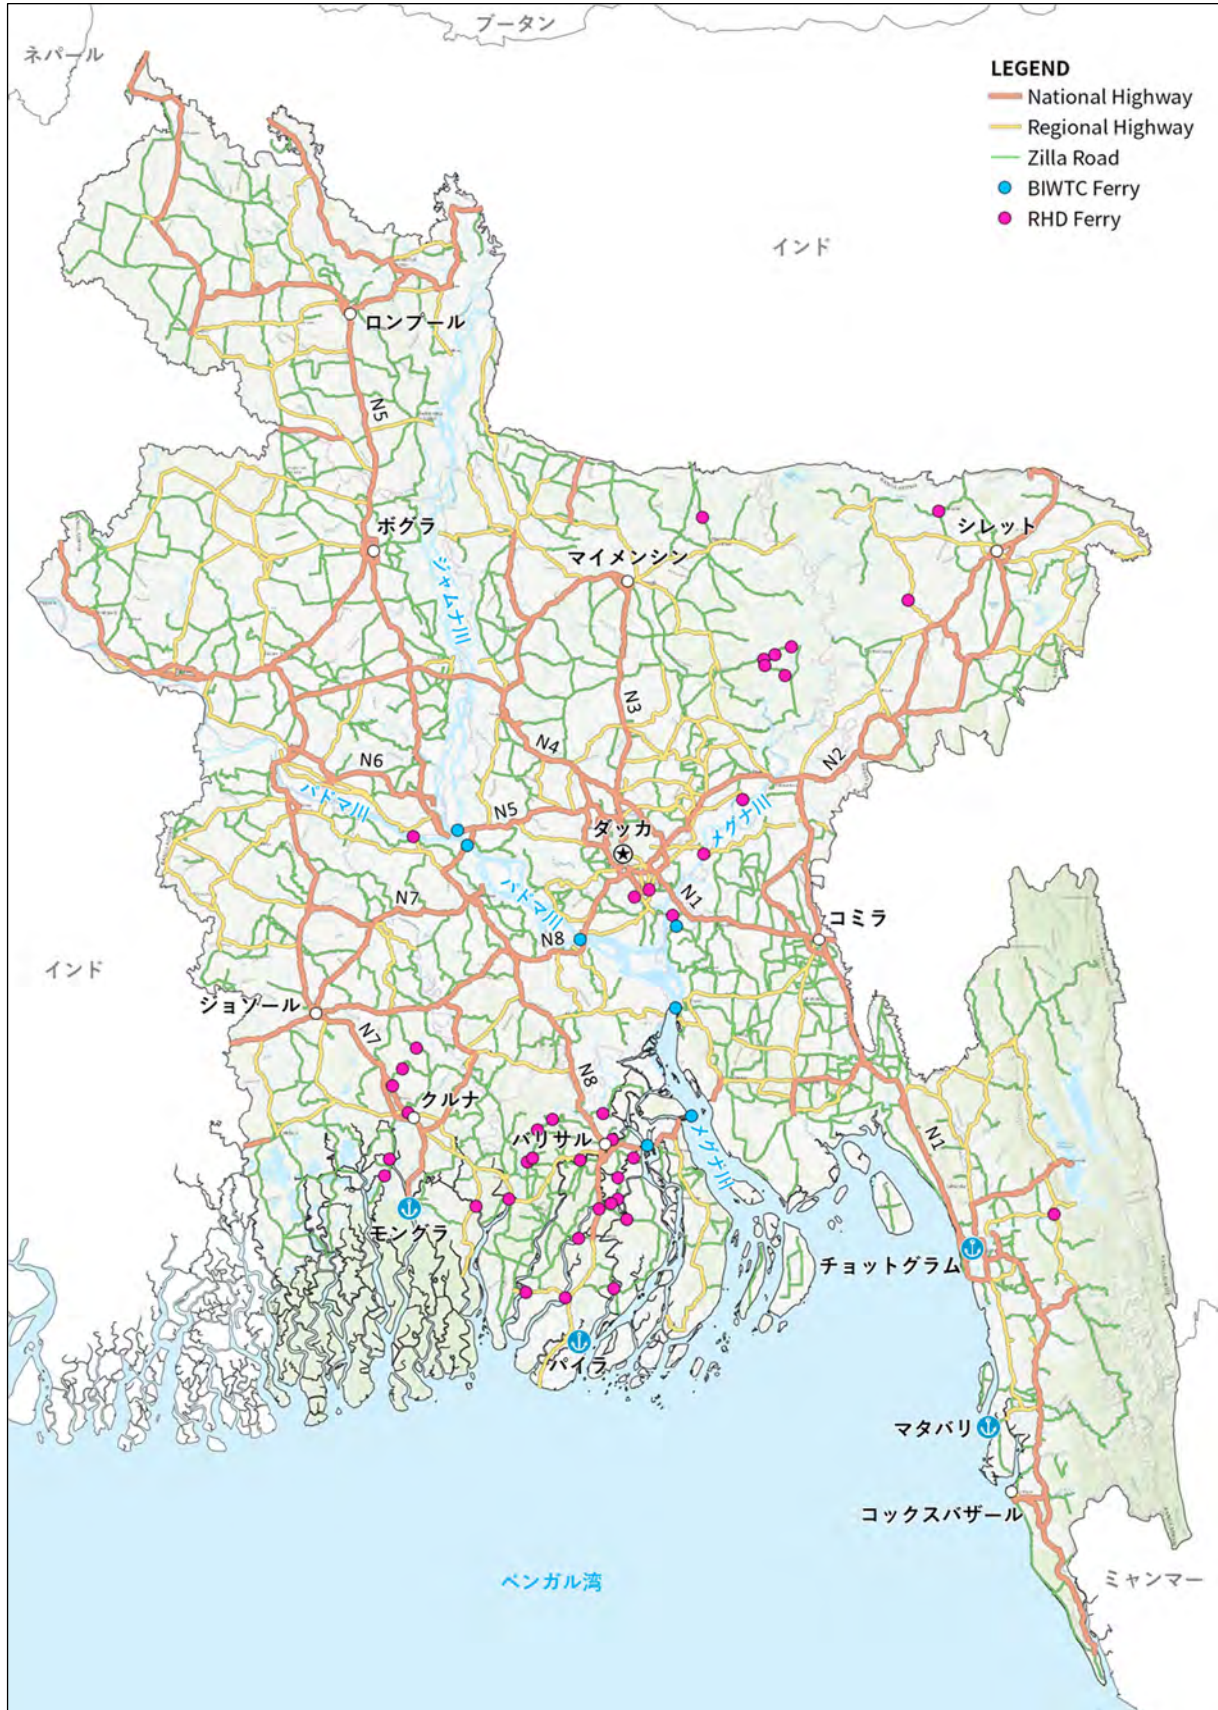 ブータン
ネパール
LEGEND
National Highway
Regional Highway
Zilla Road
BIWTC Ferry
RHD Ferry
インド
ロンプール
N5
ボグラ
シレット
マイメンシン
ジャムナ川
N3
N4
N2
N6
パドマ川
N5
メグナ川
ダッカ
N7
パドマ川
N1
コミラ
N8
インド
ジョソール
N7
N8
クルナ
バリサル
メグナ川
N1
モングラ
チョットグラム
パイラ
マタバリ
コックスバザール
ベンガル湾
ミャンマー